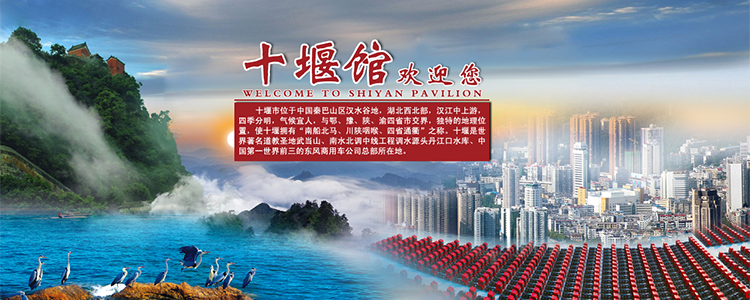 十堰馆欢迎您
WELCOME TO SHIYAN PAVILION
十堰市位于中国秦巴山区汉水谷地，湖北西北部，汉江中上游，
四季分明，气候宜人，与鄂、豫、陕、渝四省市交界，独特的地理位
置，使十堰拥有“南船北马、川陕咽喉、四省通衢”之称。十堰是世
界著名道教圣地武当山、南水北调中线工程调水源头丹江口水库、中
国第一世界前三的东风商用车公司总部所在地。